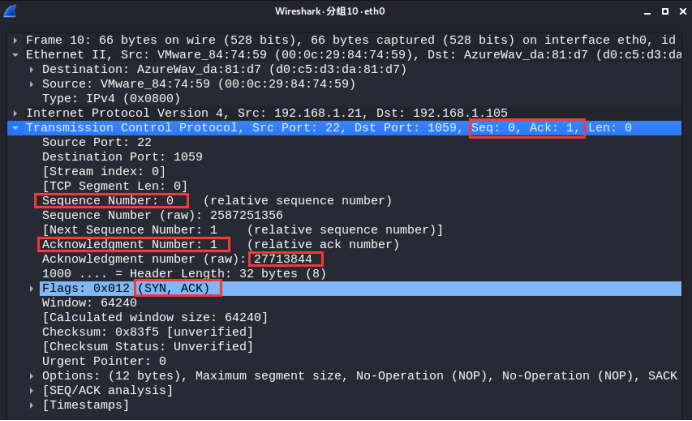 Wireshark·分组10·eth0
Frame 10: 66 bytes on wire (528 bits), 66 bytes captured (528 bits) on interface eth0, id
Ethernet II, Src: VMware_84:74:59 (00:0c:29:84:74:59), Dst: AzureWav_da:81:d7 (d0:c5:d3:da
Destination: AzureWav_da:81:d7 (d0:c5:d3:da:81:d7)
Source: VMware_84:74:59 (00:0c:29:84:74:59)
Type: IPv4 (0x0800)
Internet Protocol Version 4, Src: 192.168.1.21, Dst: 192.168.1.105
Transmission Control Protocol, Src Port: 22, Dst Port: 1059, Seq: 0, Ack: 1, Len: 0
Source Port: 22
Destination Port: 1059
[Stream index: 0]
[TCP Segment Len: 0]
Sequence Number: 0 (relative sequence number)
Sequence Number (raw): 2587251356
[Next Sequence Number: 1 (relative sequence number)]
Acknowledgment Number: 1 (relative ack number)
Acknowledgment number (raw): 27713844
1000 .... = Header Length: 32 bytes (8)
Flags: 0x012 (SYN, ACK)
Window: 64240
[Calculated window size: 64240]
Checksum: 0x83f5 [unverified]
[Checksum Status: Unverified]
Urgent Pointer: 0
Options: (12 bytes), Maximum segment size, No-Operation (NOP), No-Operation (NOP), SACK
[SEQ/ACK analysis]
[Timestamps]